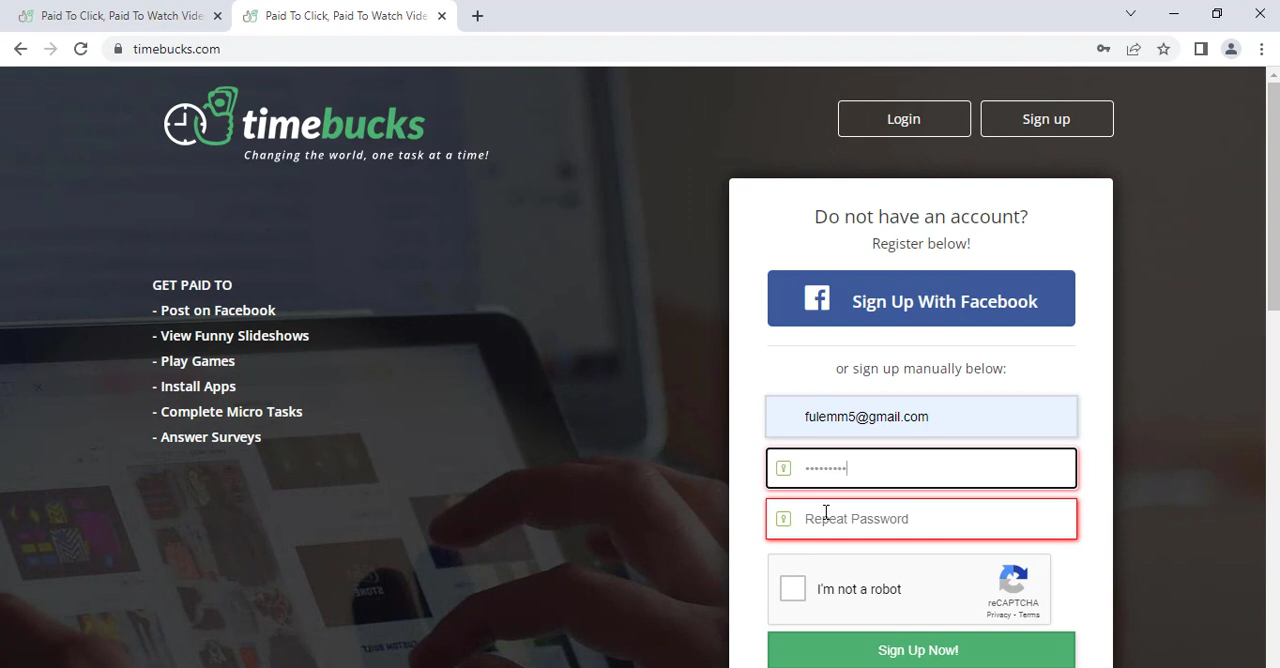 Paid To Click, Paid To Watch Vide
Paid To Click, Paid To Watch Vide
timebucks.com
timebucks
Changing the world, one task at a time!
Login
Sign up
GET PAID TO
- Post on Facebook
- View Funny Slideshows
- Play Games
- Install Apps
- Complete Micro Tasks
- Answer Surveys
Do not have an account?
Register below!
Sign Up With Facebook
or sign up manually below:
fulemm5@gmail.com
Repeat Password
I'm not a robot
reCAPTCHA
Privacy - Terms
Sign Up Now!